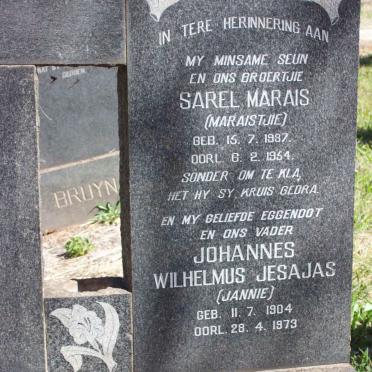 IN TERE HERINNERING AAN
MY MINSAME SEUN
EN ONS BROERTJIE
SAREL MARAIS
(MARAISTJIE)
GEB. 15. 7. 1937.
OORL. 6. 2. 1954.
SONDER OM TE KLA,
HET HY SY KRUIS GEDRA.
EN MY GELIEFDE EGGENOOT
EN ONS VADER
JOHANNES
WILHELMUS JESAJAS
(JANNIE)
GEB. 11. 7. 1904
OORL. 28. 4. 1973
BRUYN